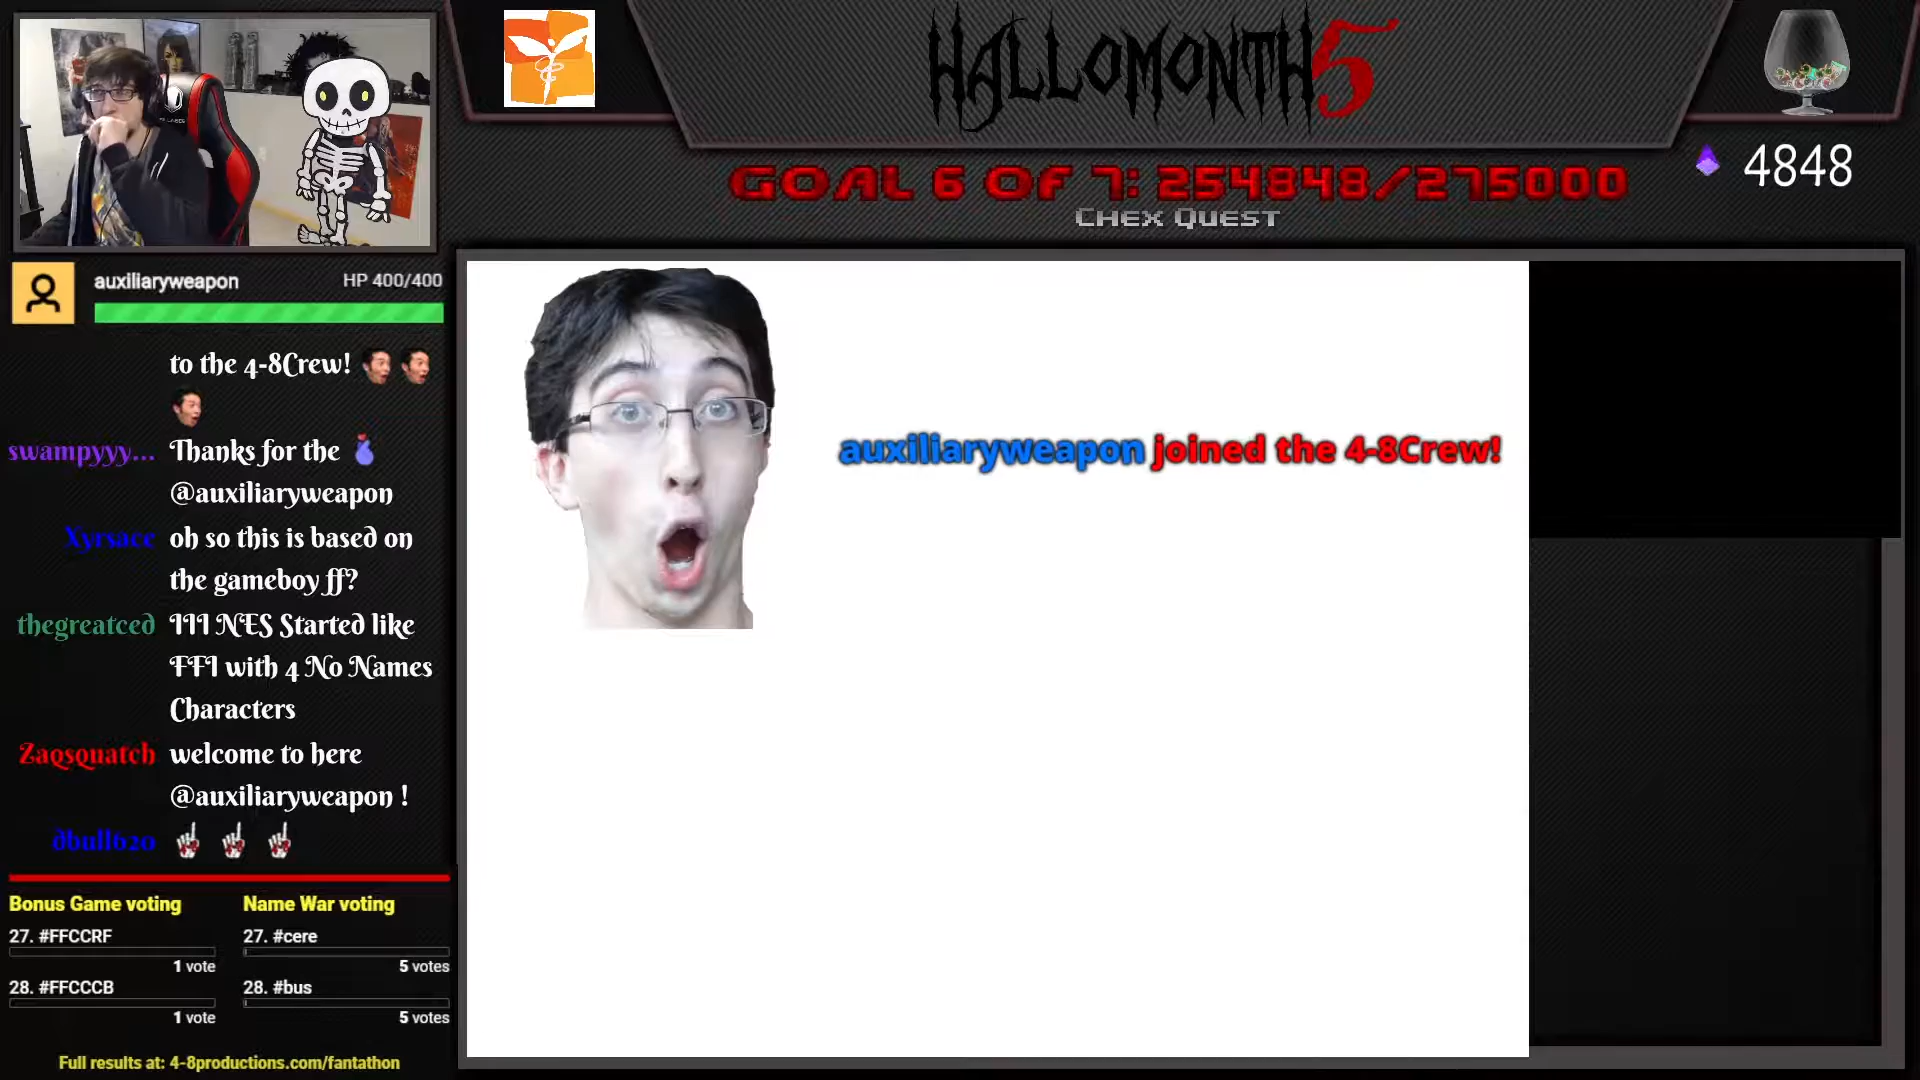 HALLOMONTH5
GOAL 6 OF 7: 254848/275000
Chex Quest
4848
auxiliaryweapon HP 400/400
to the 4-8Crew!
swampyyy... Thanks for the
@auxiliaryweapon
Xyrsace oh so this is based on
the gameboy ff?
thegreatced III NES Started like
FFI with 4 No Names
Characters
Zaqsquatch welcome to here
@auxiliaryweapon !
dbull620
auxiliaryweapon joined the 4-8Crew!
Bonus Game voting
27. #FFCCRF
1 vote
28. #FFCCCB
1 vote
Name War voting
27. #cere
5 votes
28. #bus
5 votes
Full results at: 4-8productions.com/fantathon